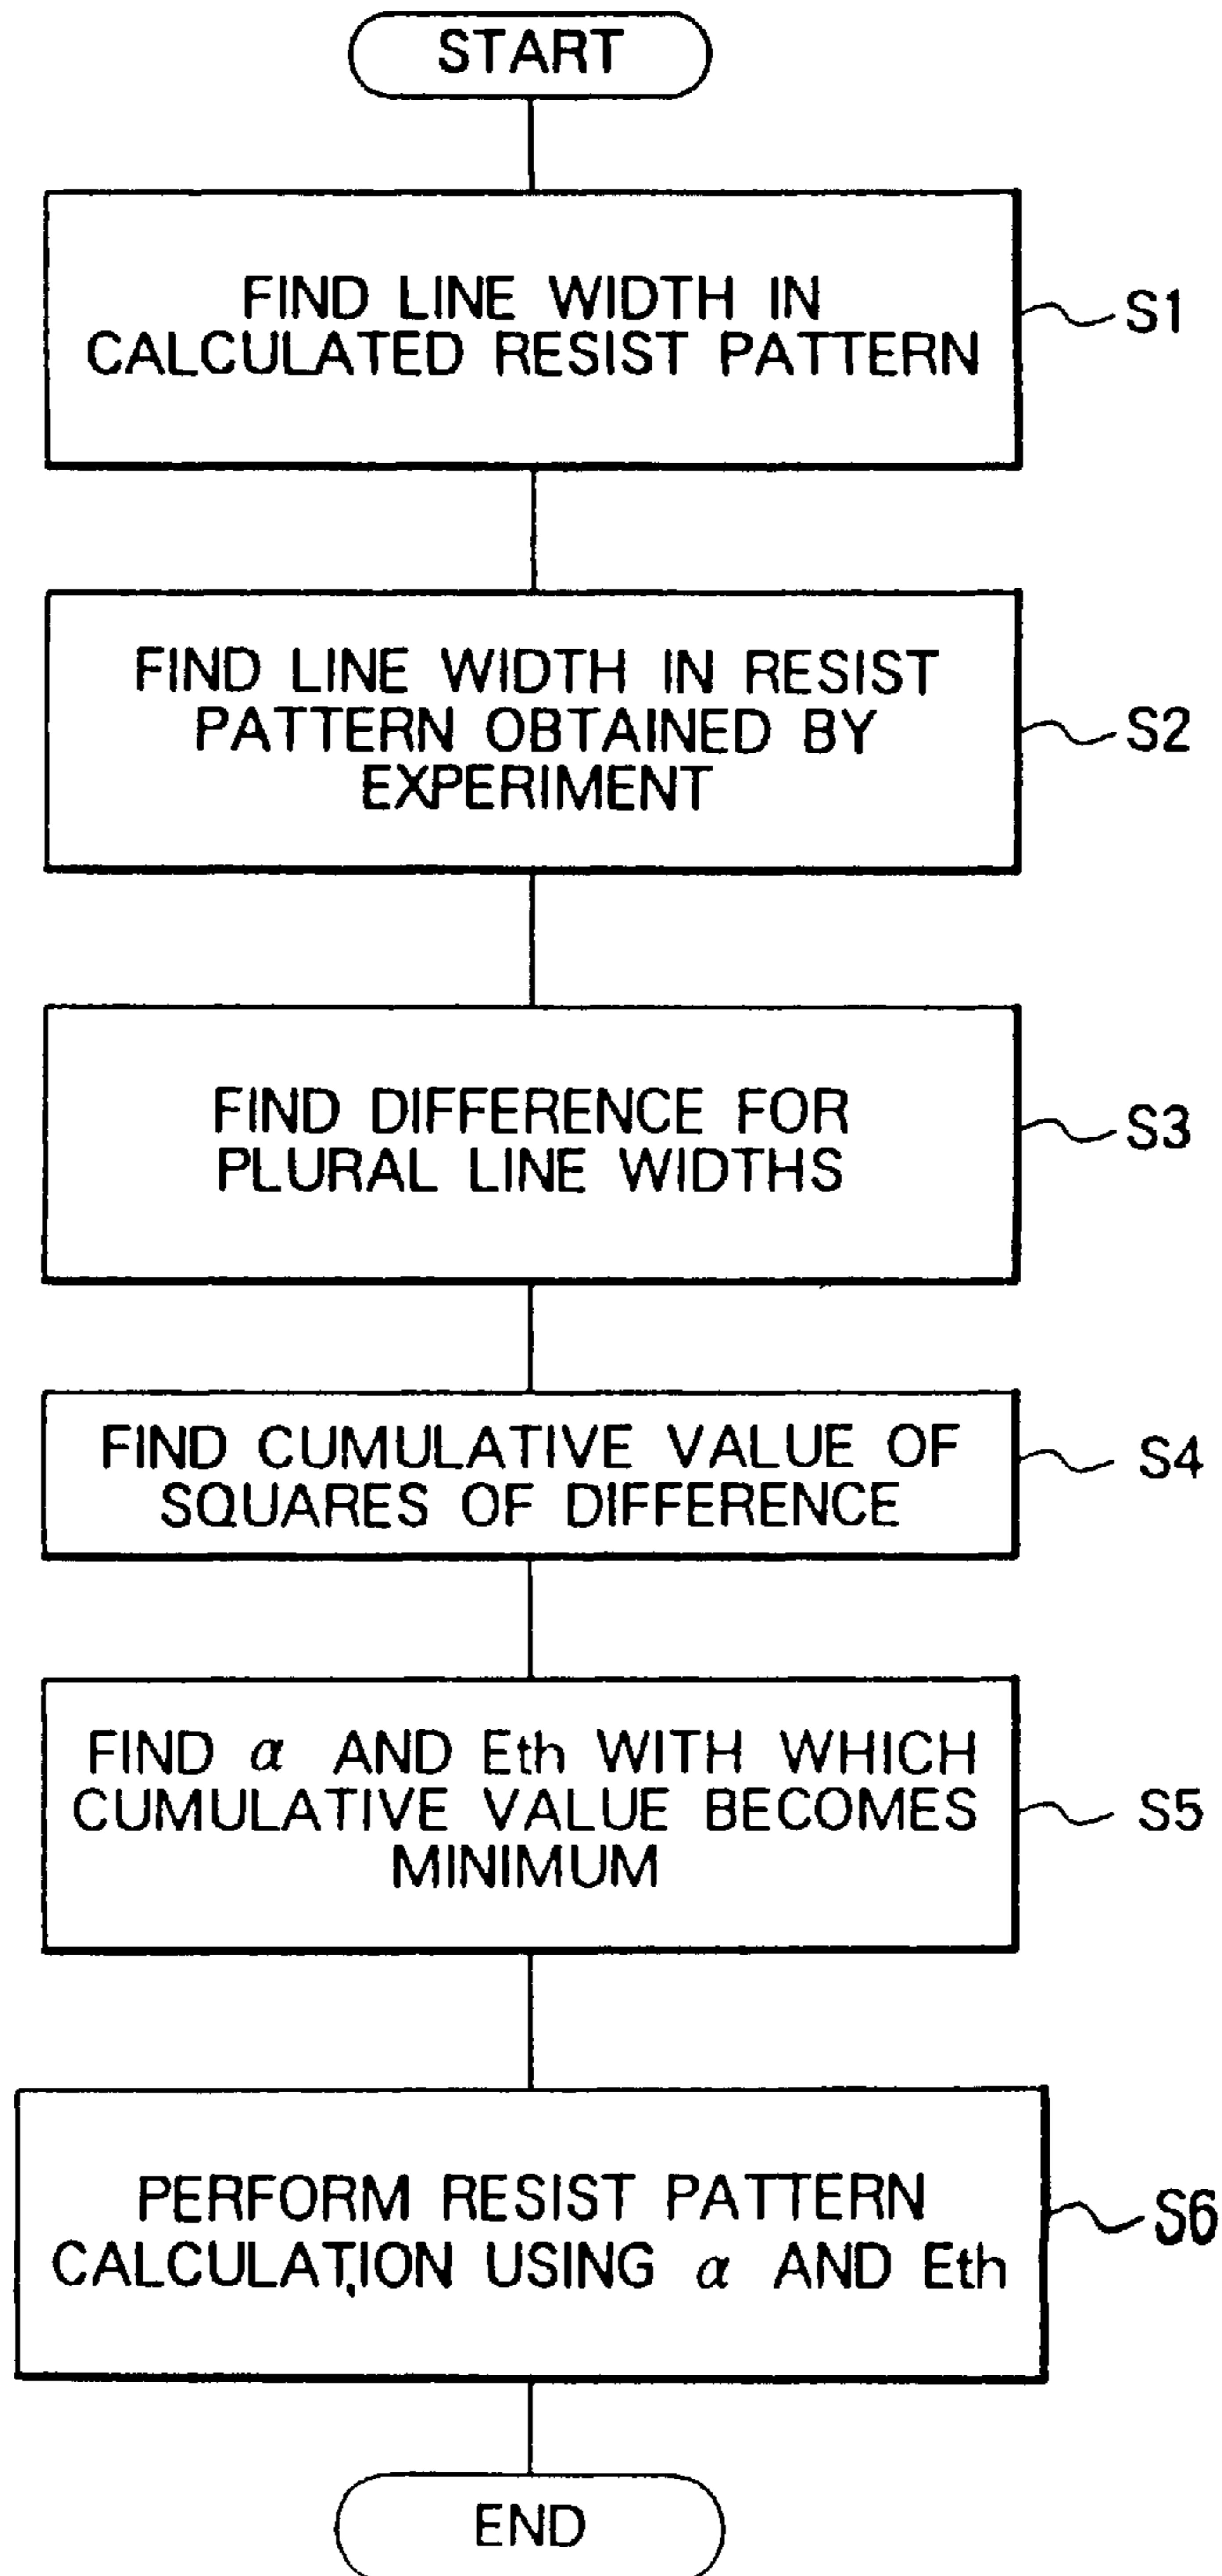 START
FIND LINE WIDTH IN
CALCULATED RESIST PATTERN
S1
FIND LINE WIDTH IN RESIST
PATTERN OBTAINED BY
EXPERIMENT
S2
FIND DIFFERENCE FOR
PLURAL LINE WIDTHS
S3
FIND CUMULATIVE VALUE OF
SQUARES OF DIFFERENCE
S4
FIND α AND Eth WITH WHICH
CUMULATIVE VALUE BECOMES
MINIMUM
S5
PERFORM RESIST PATTERN
CALCULATION USING α AND Eth
S6
END